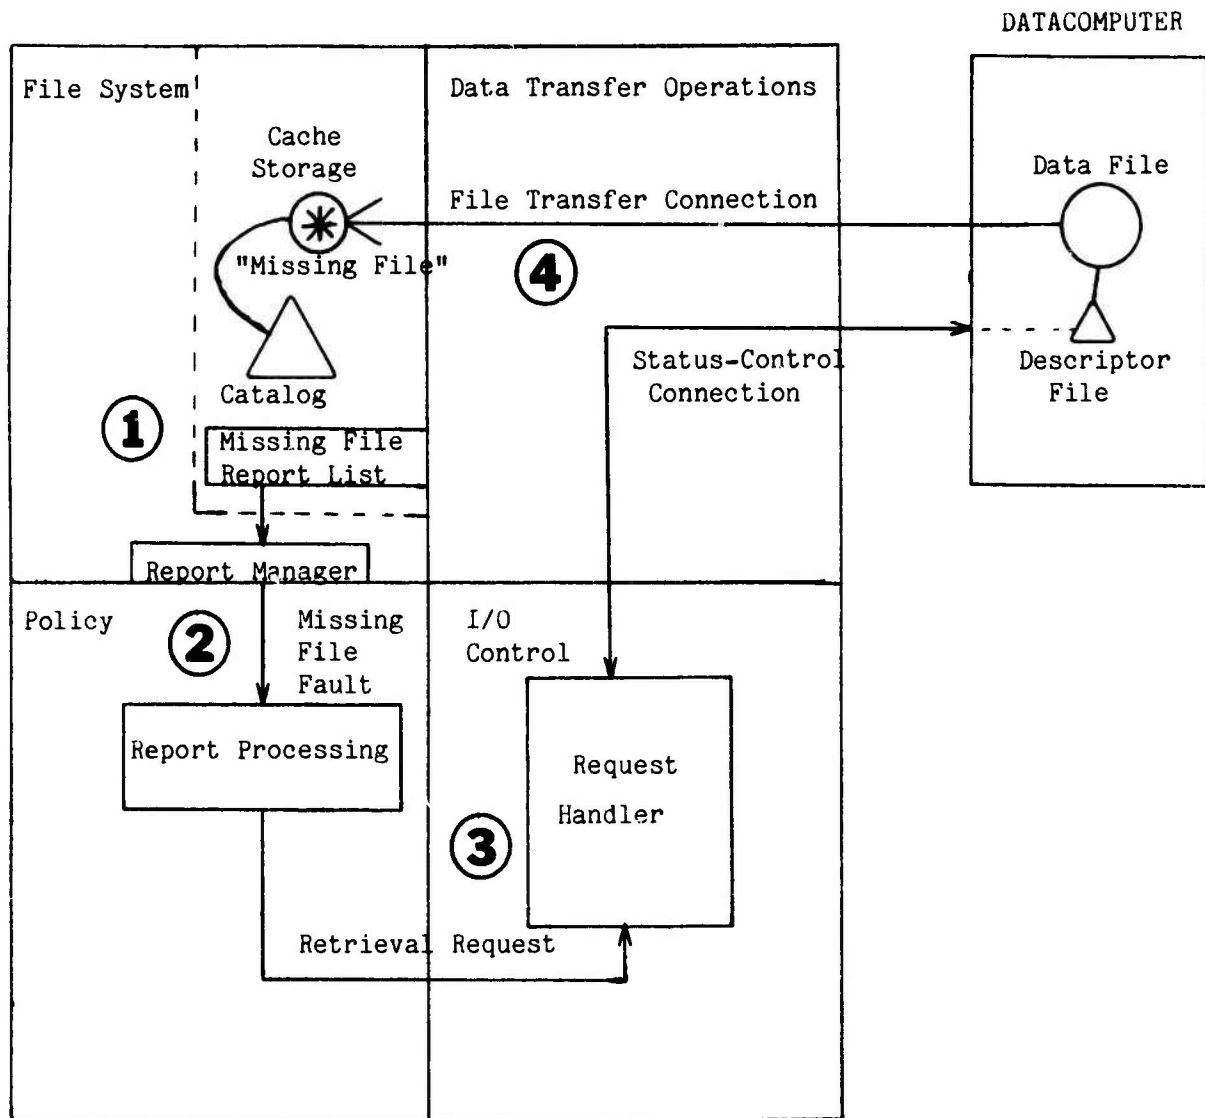 DATACOMPUTER
File System
Data Transfer Operations
Cache
Storage
Data File
File Transfer Connection
"Missing File"
4
Status-Control
Connection
Descriptor
File
Catalog
1
Missing File
Report List
Report Manager
Policy
2
Missing
File
Fault
I/O
Control
Report Processing
Request
Handler
3
Retrieval Request